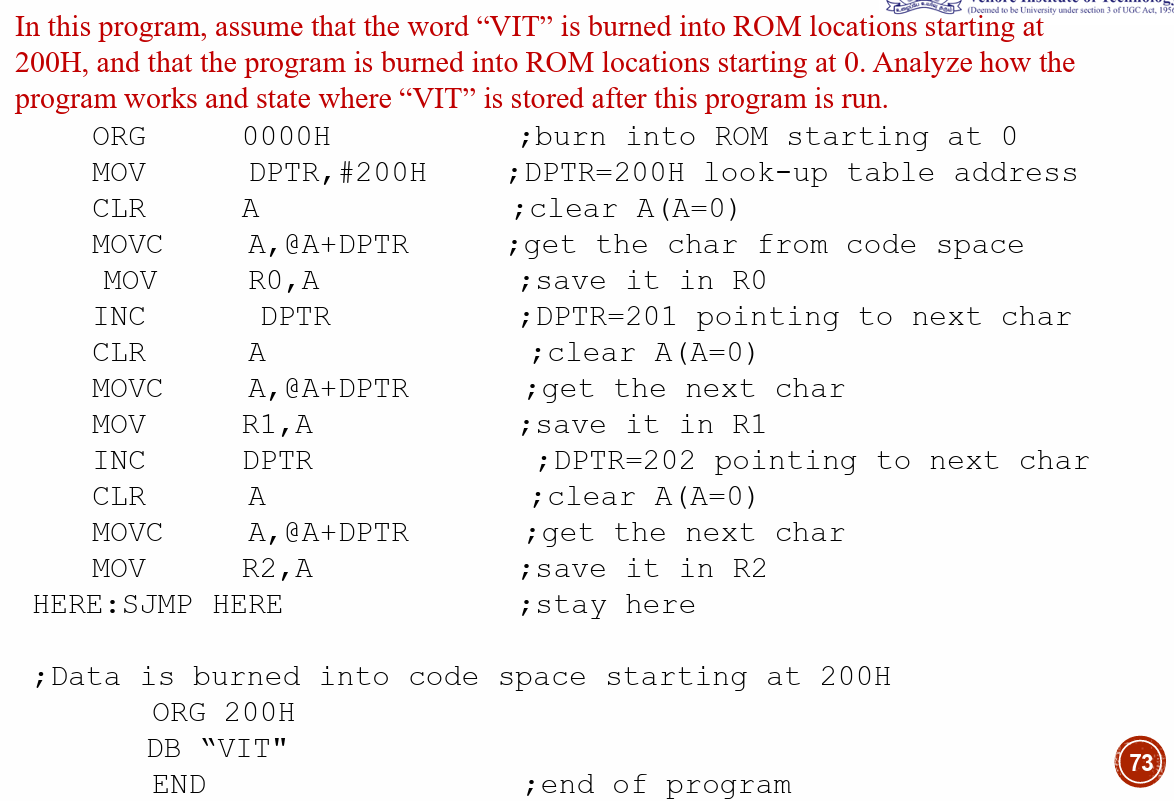 (Deemed to be University under section 3 of UGC Act, 1956
In this program, assume that the word “VIT” is burned into ROM locations starting at
200H, and that the program is burned into ROM locations starting at 0. Analyze how the
program works and state where “VIT” is stored after this program is run.
ORG 0000H ;burn into ROM starting at 0
MOV DPTR,#200H ;DPTR=200H look-up table address
CLR A ;clear A(A=0)
MOVC A,@A+DPTR ;get the char from code space
MOV R0,A ;save it in R0
INC DPTR ;DPTR=201 pointing to next char
CLR A ;clear A(A=0)
MOVC A,@A+DPTR ;get the next char
MOV R1,A ;save it in R1
INC DPTR ;DPTR=202 pointing to next char
CLR A ;clear A(A=0)
MOVC A,@A+DPTR ;get the next char
MOV R2,A ;save it in R2
HERE:SJMP HERE ;stay here
;Data is burned into code space starting at 200H
ORG 200H
DB “VIT"
END ;end of program
73